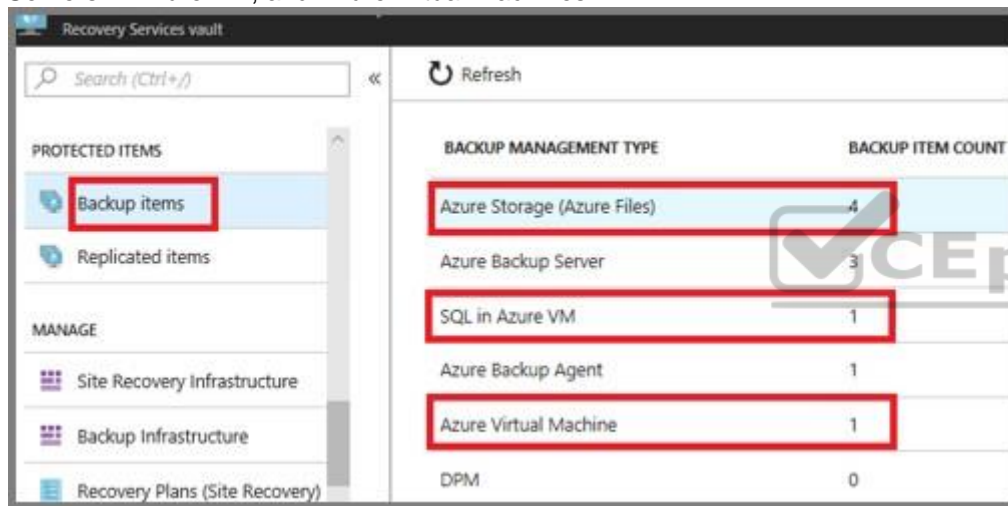 Recovery Services vault
Search (Ctrl+/)
«
Refresh
PROTECTED ITEMS
Backup items
Replicated items
MANAGE
Site Recovery Infrastructure
Backup Infrastructure
Recovery Plans (Site Recovery)
BACKUP MANAGEMENT TYPE BACKUP ITEM COUNT
Azure Storage (Azure Files) 4
Azure Backup Server 3
SQL in Azure VM 1
Azure Backup Agent 1
Azure Virtual Machine 1
DPM 0
CEp